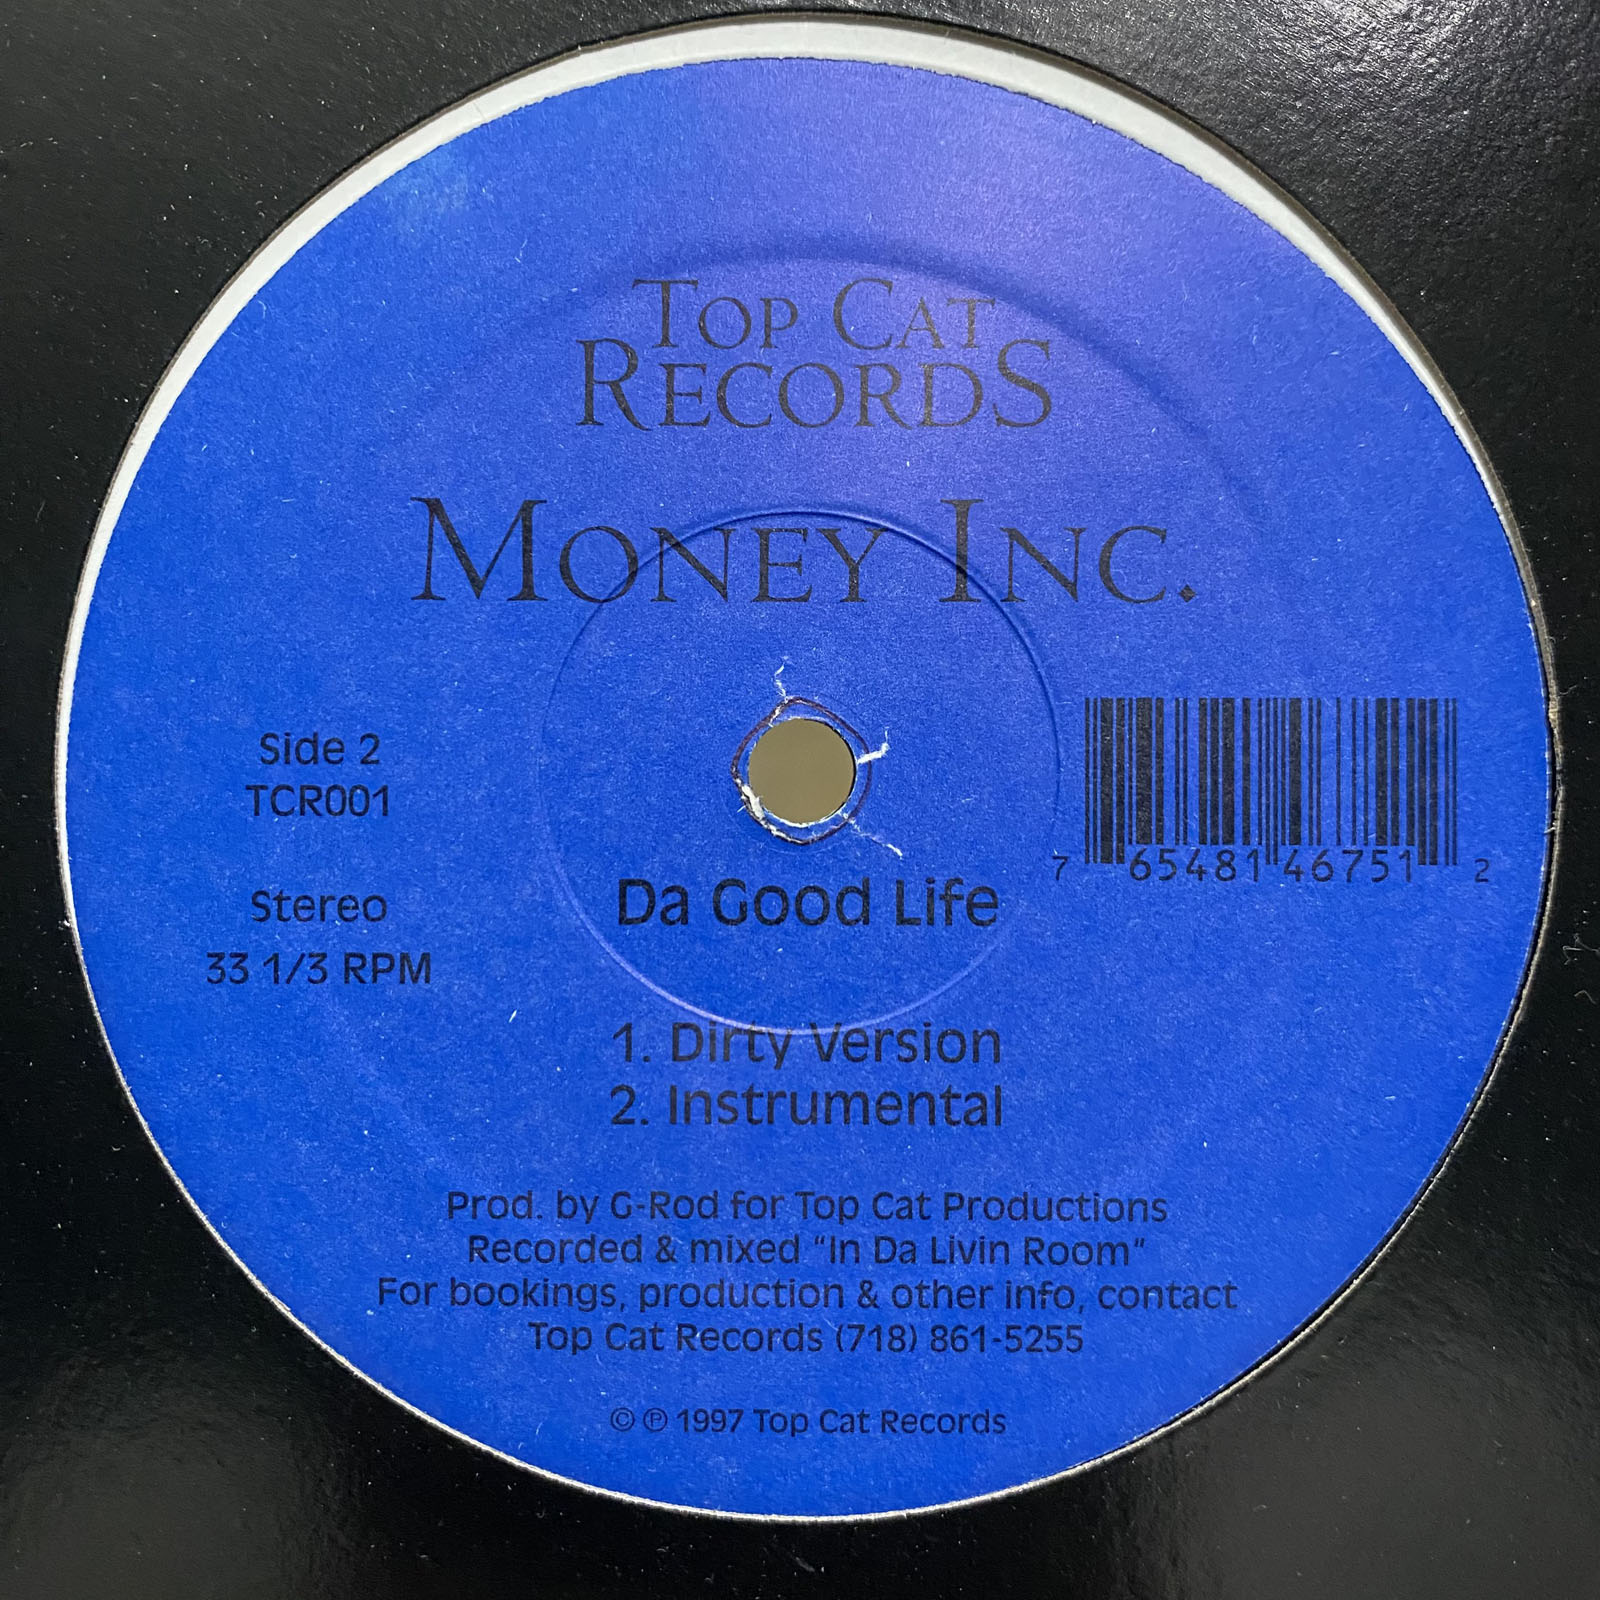 TOP CAT
RECORDS
MONEY INC.
Side 2
TCR001
Stereo
33 1/3 RPM
7 65481 46751 2
Da Good Life
1. Dirty Version
2. Instrumental
Prod. by G-Rod for Top Cat Productions
Recorded & mixed “In Da Livin Room”
For bookings, production & other info, contact
Top Cat Records (718) 861-5255
© ℗ 1997 Top Cat Records